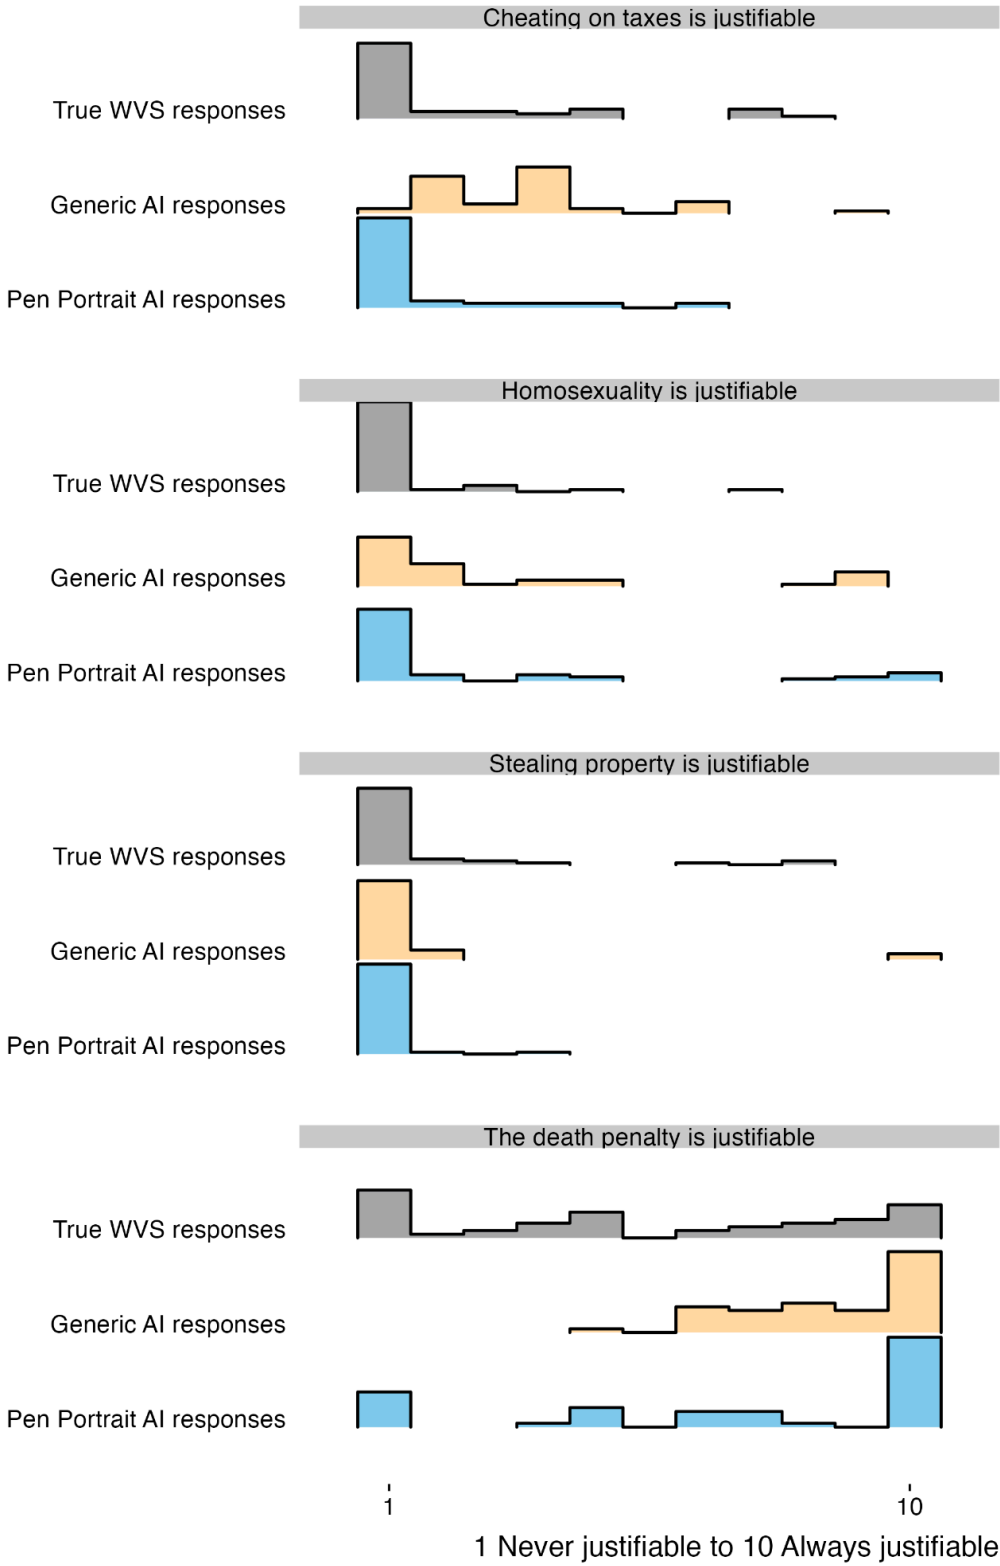 Cheating on taxes is justifiable
True WVS responses
Generic AI responses
Pen Portrait AI responses
Homosexuality is justifiable
True WVS responses
Generic AI responses
Pen Portrait AI responses
Stealing property is justifiable
True WVS responses
Generic AI responses
Pen Portrait AI responses
The death penalty is justifiable
True WVS responses
Generic AI responses
Pen Portrait AI responses
1 10
1 Never justifiable to 10 Always justifiable